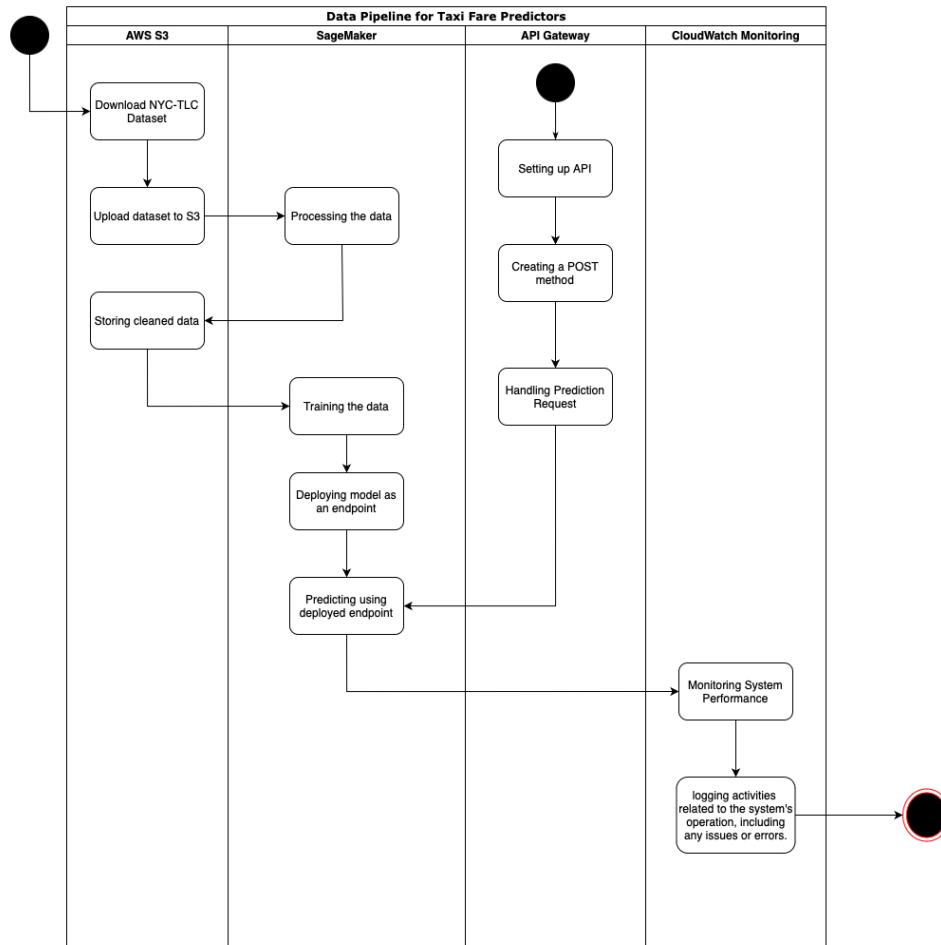 Data Pipeline for Taxi Fare Predictors
AWS S3
SageMaker
API Gateway
CloudWatch Monitoring
Download NYC-TLC
Dataset
Setting up API
Upload dataset to S3
Processing the data
Creating a POST
method
Storing cleaned data
Training the data
Handling Prediction
Request
Deploying model as
an endpoint
Predicting using
deployed endpoint
Monitoring System
Performance
logging activities
related to the system's
operation, including
any issues or errors.